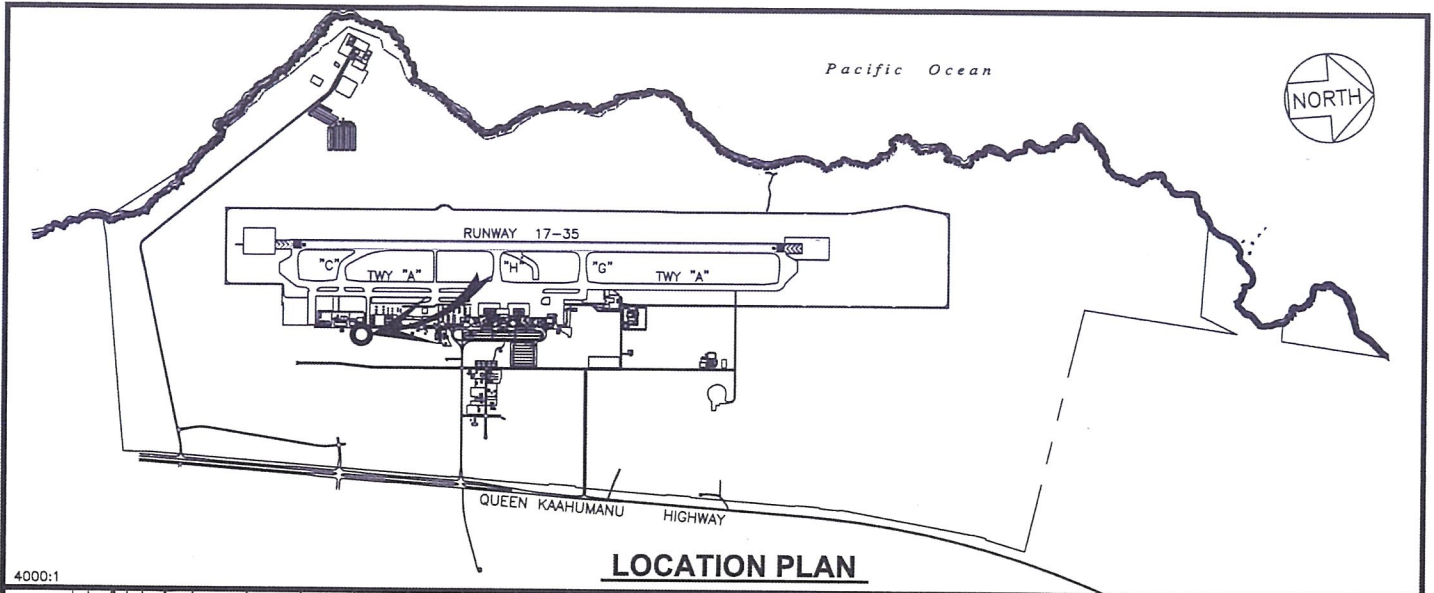 Pacific Ocean
NORTH
RUNWAY 17-35
"C"
TWY "A"
"H"
"G"
TWY "A"
QUEEN KAAHUMANU HIGHWAY
LOCATION PLAN
4000:1